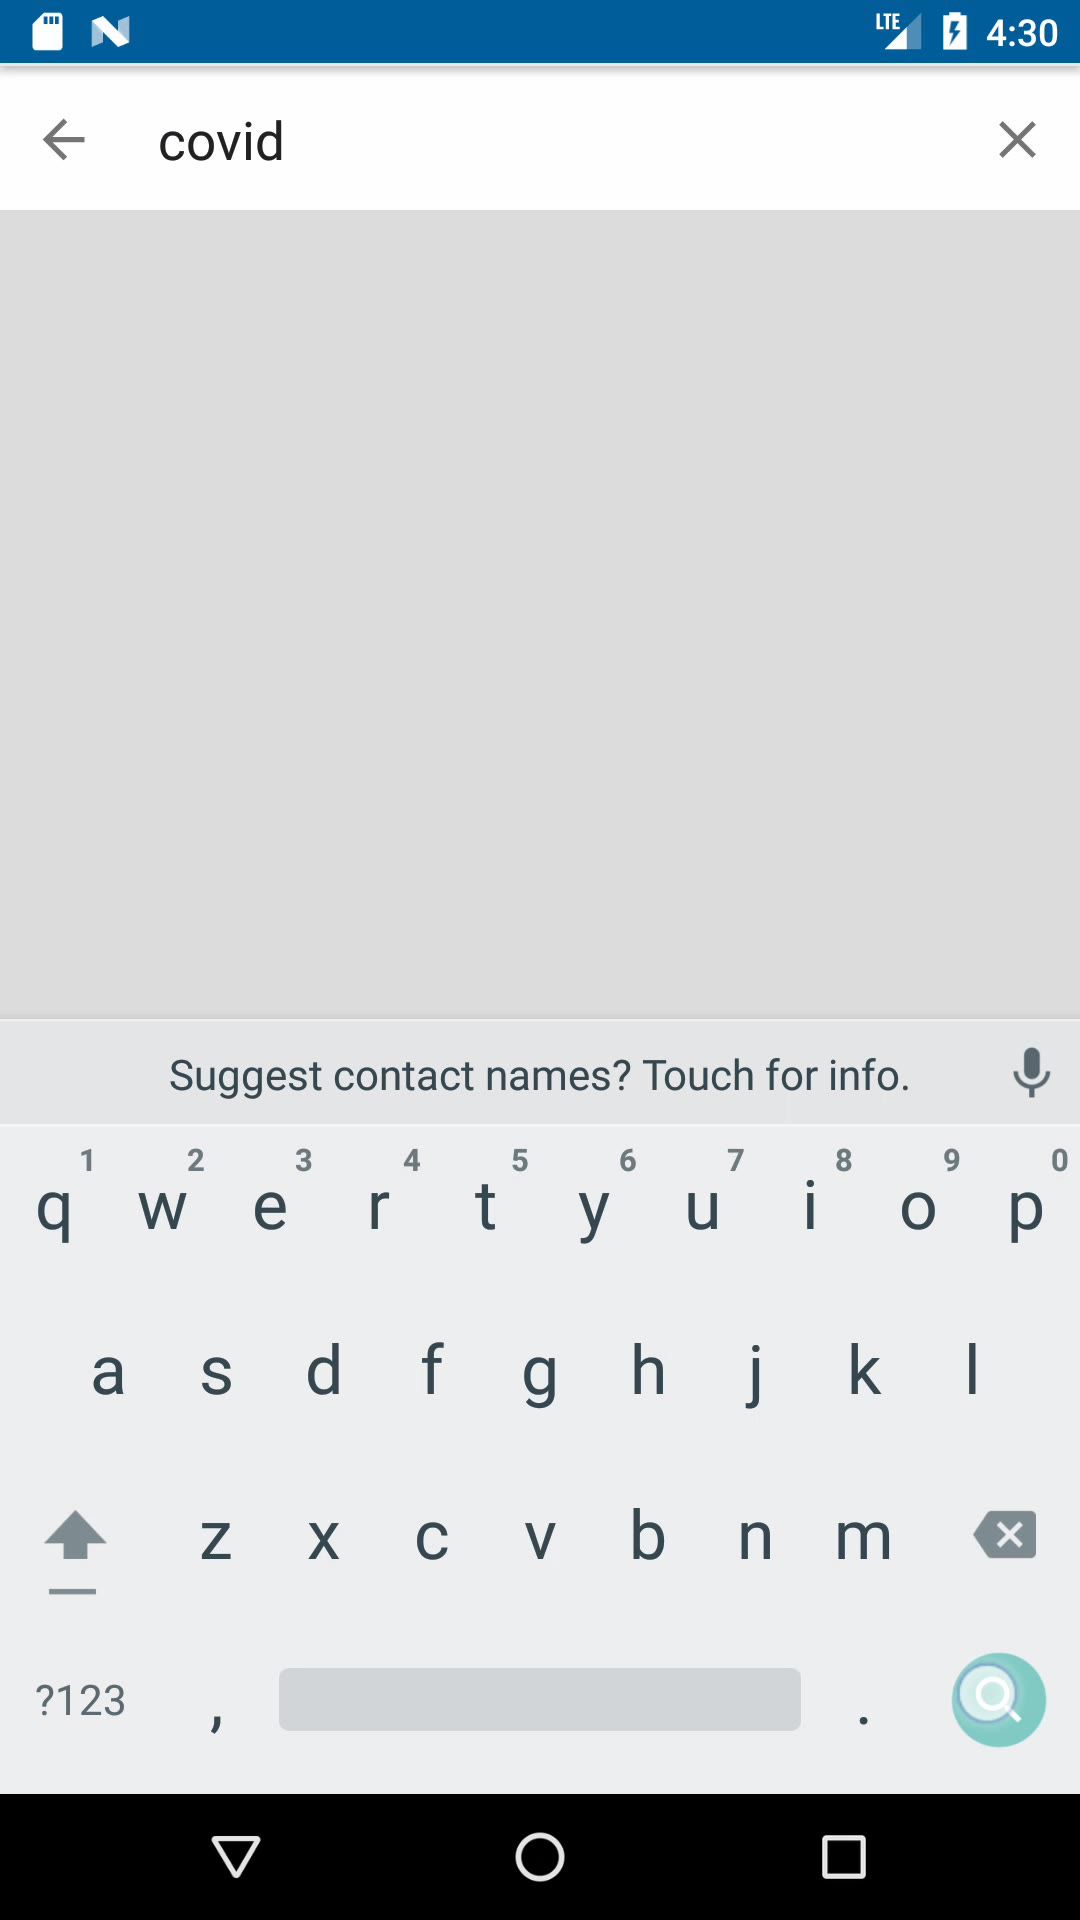 LTE 4:30
covid
Suggest contact names? Touch for info.
1 2 3 4 5 6 7 8 9 0
q w e r t y u i o p
a s d f g h j k l
z x c v b n m
?123 , .